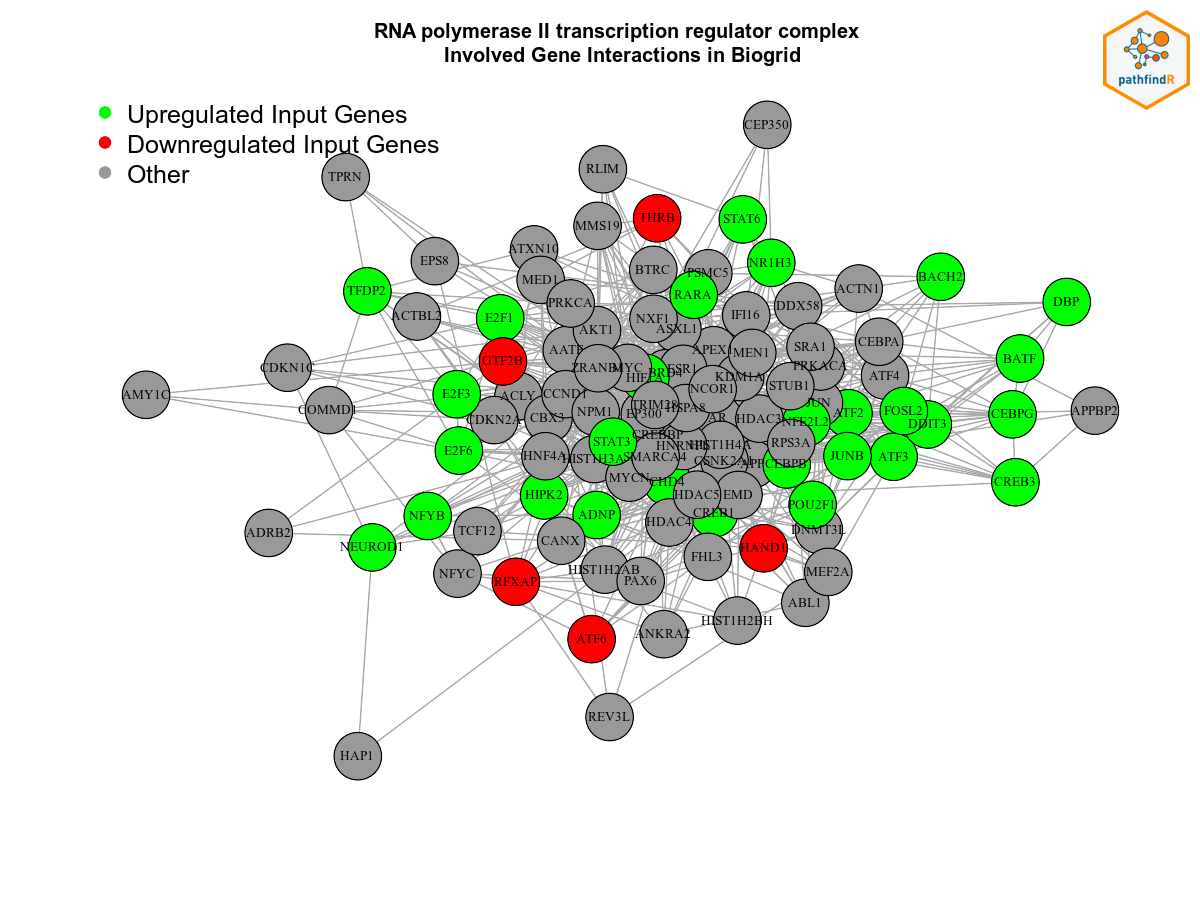 RNA polymerase II transcription regulator complex
Involved Gene Interactions in Biogrid
pathfindR
Upregulated Input Genes
Downregulated Input Genes
Other
CEP350
RLIM
TPRN
THRB
STAT6
MMS19
ATXN10
EPS8
BTRC
PSMC5
NR1H3
BACH2
MED1
TFDP2
RARA
ACTN1
DBP
PRKCA
DDX58
ACTBL2
E2F1
NXF1
IFI16
AKT1
ASXL1
SRA1
CEBPA
AATF
APEX1
MEN1
BATF
GTF2B
CDKN1C
ZRANB1
MYC
ESR1
PRKACA
BRD4
KDM1A
ATF4
STUB1
NCOR1
AMY1C
E2F3
ACLY
CCND1
JUN
COMMD1
TRIM28
HSPA8
ATF2
FOSL2
APPBP2
NPM1
EP300
CEBPG
CDKN2A
CBX3
AR
HDAC3
NFE2L2
DDIT3
CREBBP
STAT3
HIST1H4A
RPS3A
E2F6
HNF4A
HIST1H3A
SMARCA4
CSNK2A1
APP
CEBPB
JUNB
ATF3
MYCN
CHD4
CREB3
HIPK2
HDAC5
EMD
POU2F1
NFYB
ADNP
CREB1
HDAC4
TCF12
DNMT3L
ADRB2
NEUROD1
CANX
HAND1
FHL3
NFYC
RFXAP
HIST1H2AB
PAX6
MEF2A
ABL1
HIST1H2BH
ATF6
ANKRA2
REV3L
HAP1